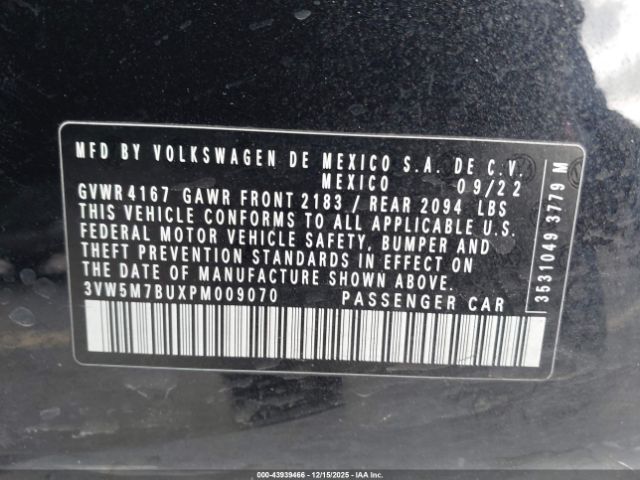 MFD BY VOLKSWAGEN DE MEXICO S.A. DE C.V.
MEXICO 09/22
GVWR 4167 GAWR FRONT 2183 / REAR 2094 LBS
THIS VEHICLE CONFORMS TO ALL APPLICABLE U.S.
FEDERAL MOTOR VEHICLE SAFETY, BUMPER AND
THEFT PREVENTION STANDARDS IN EFFECT ON
THE DATE OF MANUFACTURE SHOWN ABOVE.
3VW5M7BUXPM009070 PASSENGER CAR
3531049 3779 M
000-43939466 - 12/15/2025 - IAAI.COM